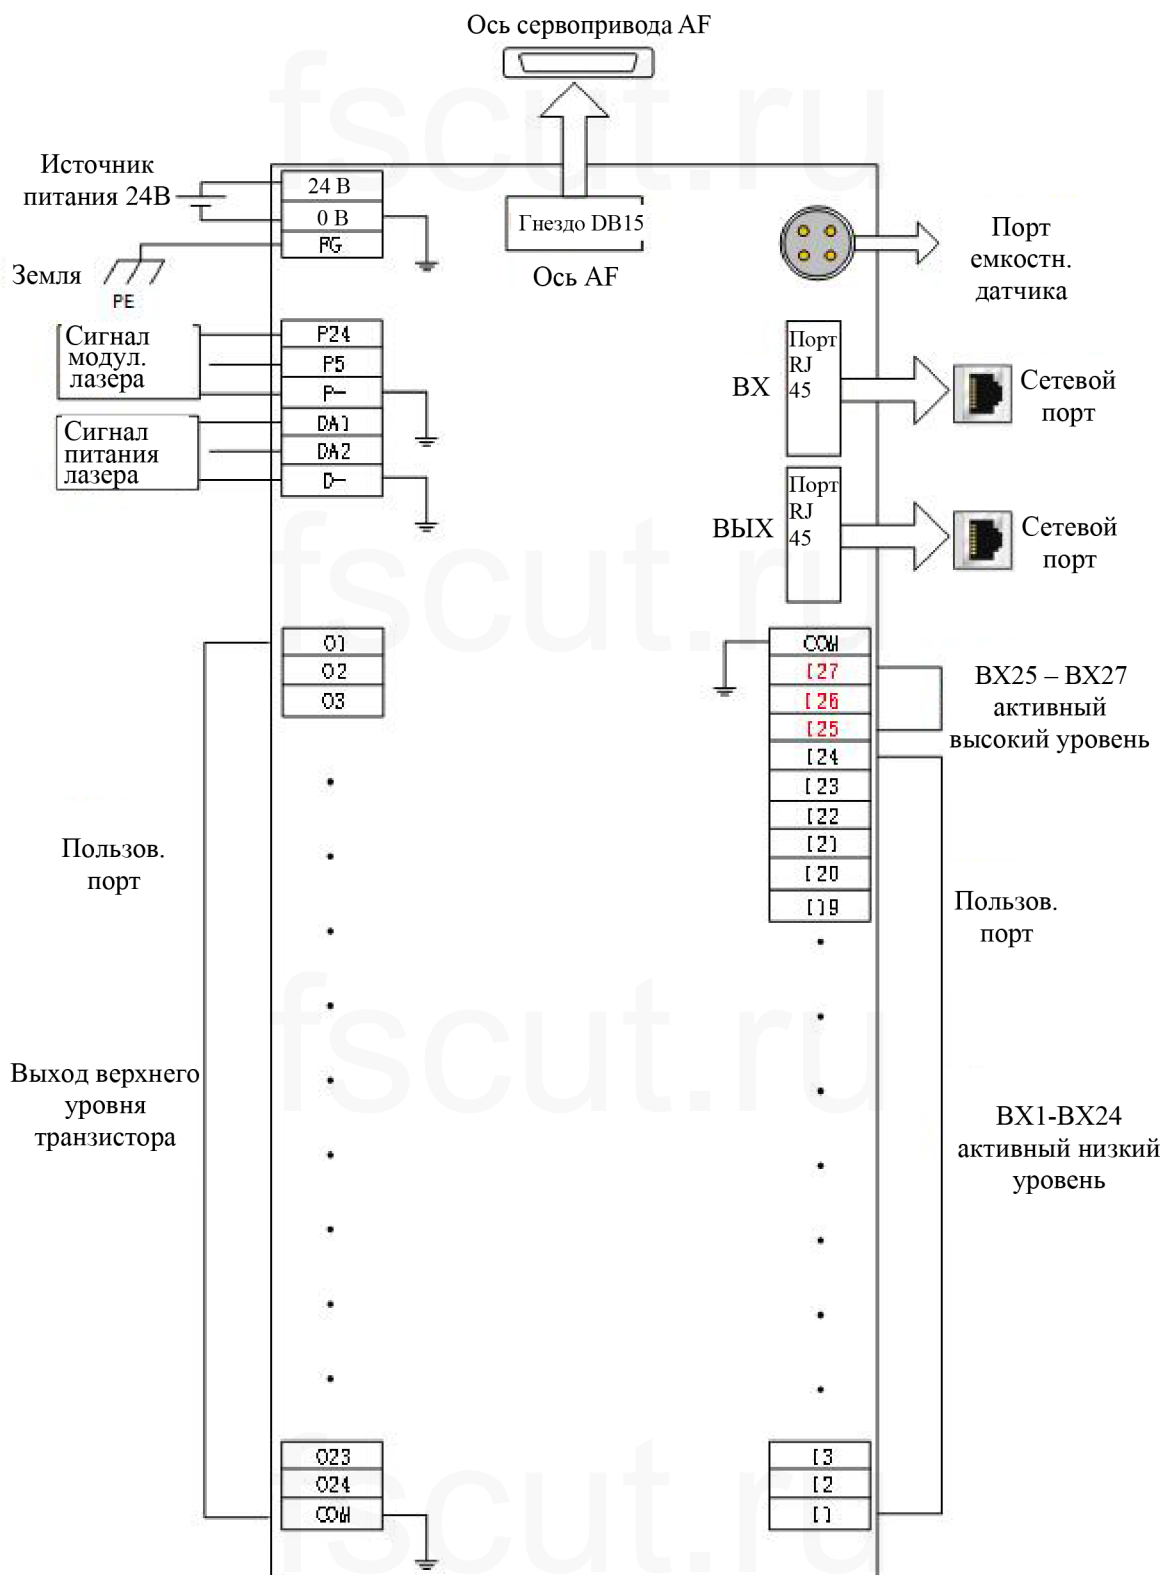 Ось сервопривода AF
Источник
питания 24В
24 В
0 В
PG
Земля
PE
Гнездо DB15
Ось AF
Порт
емкостн.
датчика
Сигнал
модул.
лазера
P24
P5
P-
Сигнал
питания
лазера
DA1
DA2
D-
ВХ
Порт
RJ
45
Сетевой
порт
ВЫХ
Порт
RJ
45
Сетевой
порт
O1
O2
O3
COM
I27
I26
I25
I24
I23
I22
I21
I20
I19
ВХ25 – ВХ27
активный
высокий уровень
Пользов.
порт
Пользов.
порт
Выход верхнего
уровня
транзистора
ВХ1-ВХ24
активный низкий
уровень
O23
O24
COM
I3
I2
I1
fscut.ru
fscut.ru
fscut.ru
fscut.ru